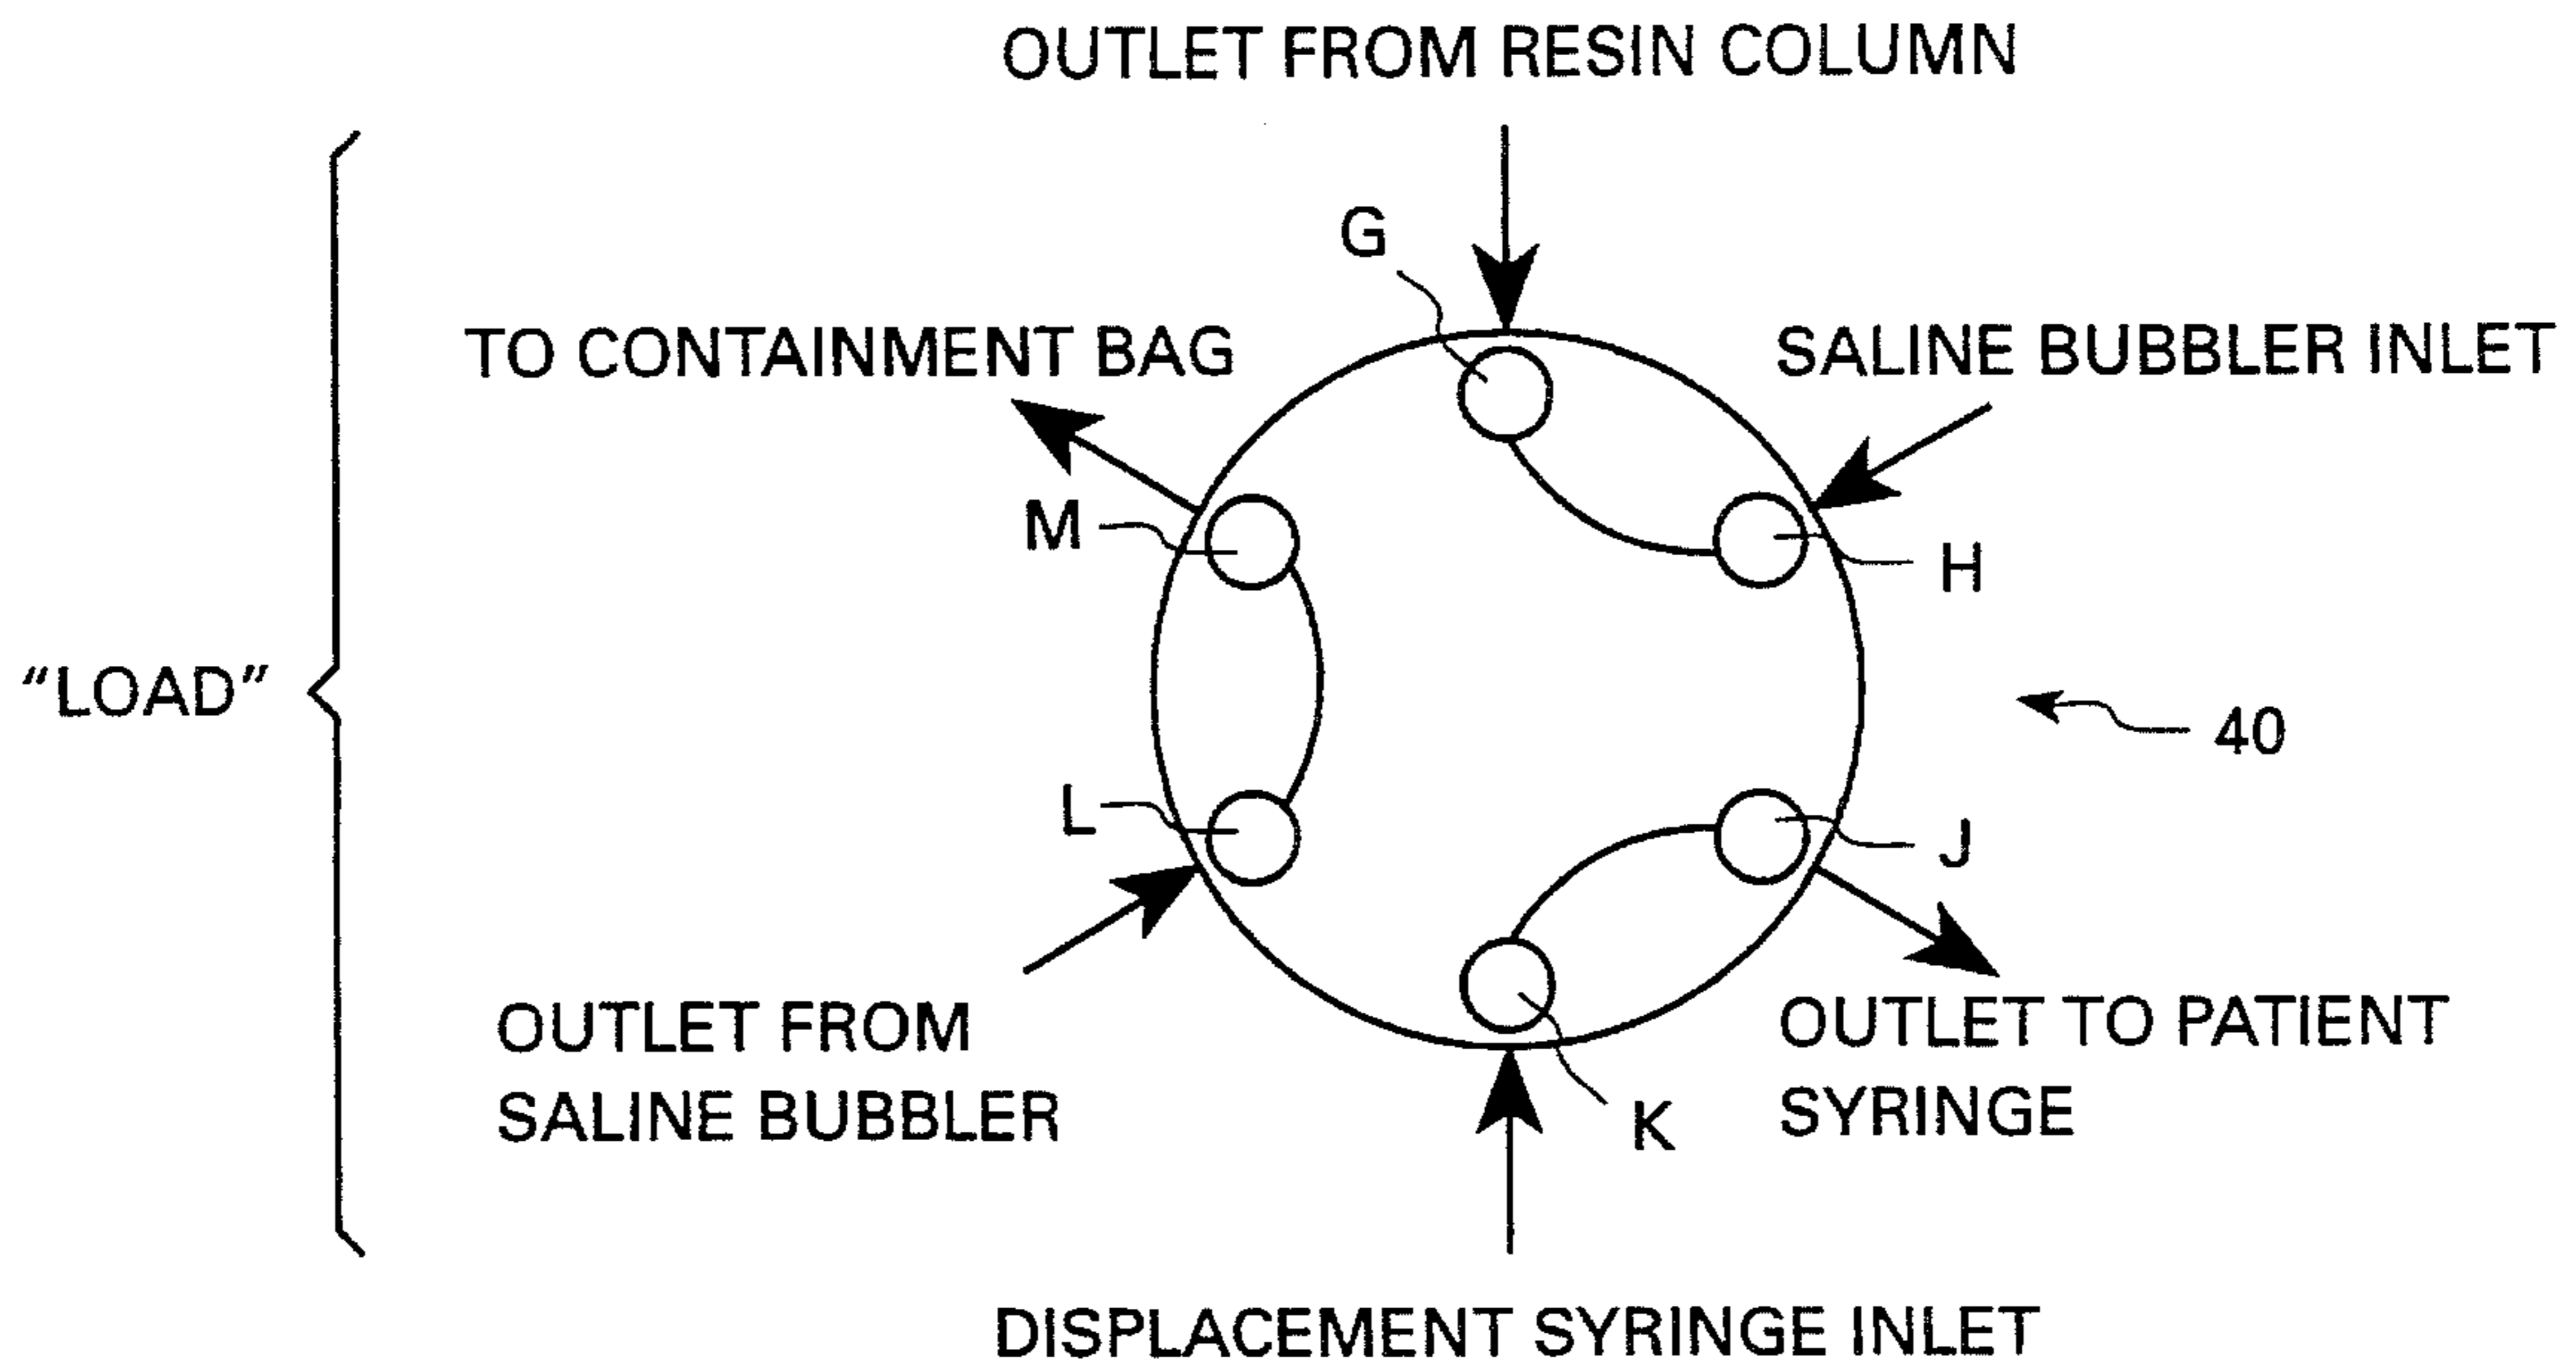 OUTLET FROM RESIN COLUMN
G
TO CONTAINMENT BAG
SALINE BUBBLER INLET
M
H
"LOAD"
40
L
J
OUTLET FROM
SALINE BUBBLER
OUTLET TO PATIENT
SYRINGE
K
DISPLACEMENT SYRINGE INLET